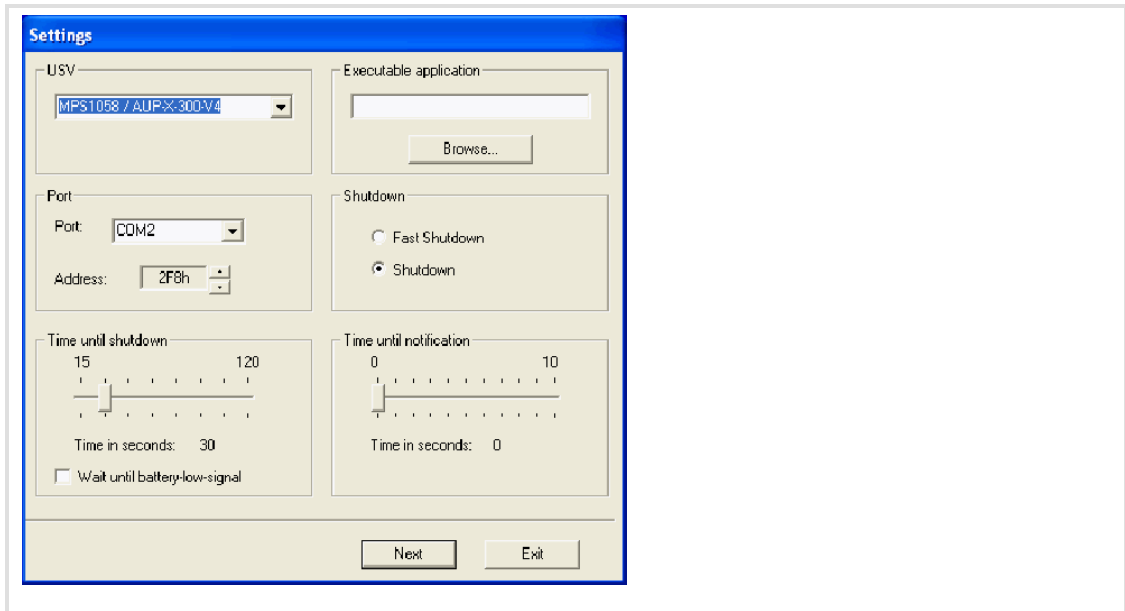 Settings
USV
MPS1058 / AUP-X-300-V4
Executable application
Browse...
Port
Port:
COM2
Address:
2F8h
Shutdown
Fast Shutdown
Shutdown
Time until shutdown
15 120
Time in seconds: 30
Wait until battery-low-signal
Time until notification
0 10
Time in seconds: 0
Next
Exit